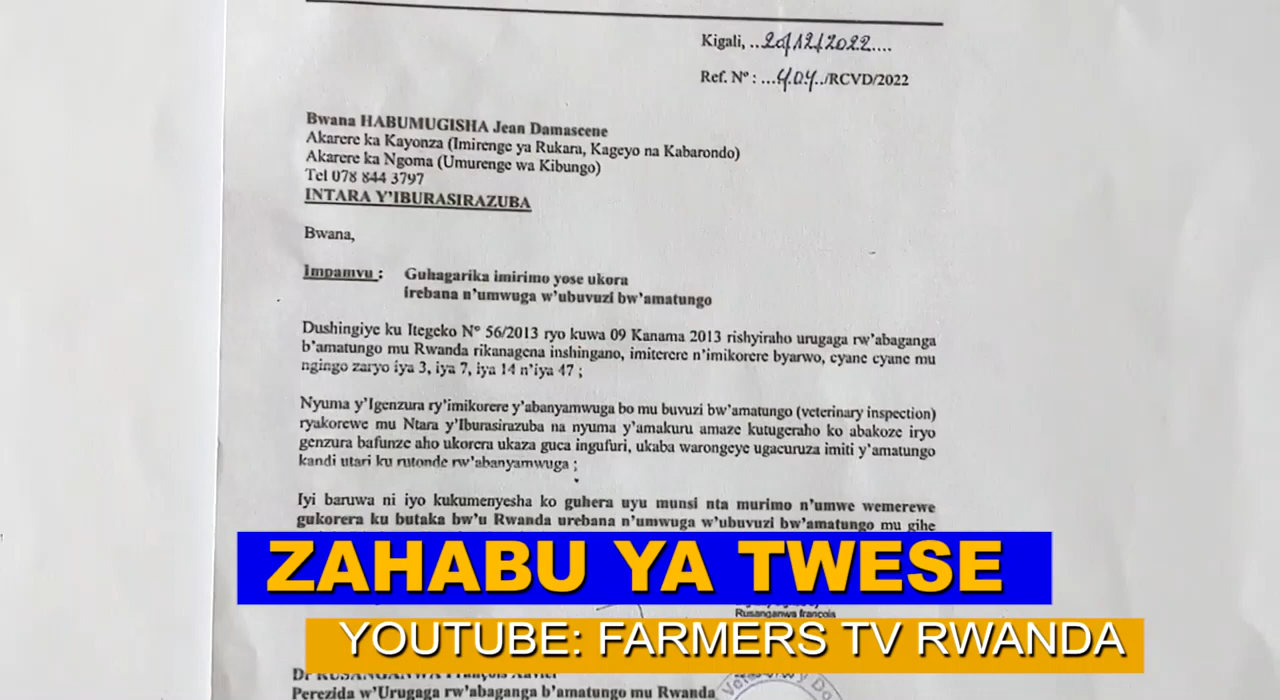 Kigali, ..20/12/2022....
Ref. Nº : ...404../RCVD/2022
Bwana HABUMUGISHA Jean Damascene
Akarere ka Kayonza (Imirenge ya Rukara, Kageyo na Kabarondo)
Akarere ka Ngoma (Umurenge wa Kibungo)
Tel 078 844 3797
INTARA Y'IBURASIRAZUBA
Bwana,
Impamvu : Guhagarika imirimo yose ukora
irebana n'umwuga w'ubuvuzi bw'amatungo
Dushingiye ku Itegeko Nº 56/2013 ryo kuwa 09 Kanama 2013 rishyiraho urugaga rw'abaganga
b'amatungo mu Rwanda rikanagena inshingano, imiterere n'imikorere byarwo, cyane cyane mu
ngingo zaryo iya 3, iya 7, iya 14 n'iya 47 ;
Nyuma y'Igenzura ry'imikorere y'abanyamwuga bo mu buvuzi bw'amatungo (veterinary inspection)
ryakorewe mu Ntara y'Iburasirazuba na nyuma y'amakuru amaze kutugeraho ko abakoze iryo
genzura bafunze aho ukorera ukaza guca ingufuri, ukaba warongeye ugacuruza imiti y'amatungo
kandi utari ku rutonde rw'abanyamwuga ;
Iyi baruwa ni iyo kukumenyesha ko guhera uyu munsi nta murimo n'umwe wemerewe
gukorera ku butaka bw'u Rwanda urebana n'umwuga w'ubuvuzi bw'amatungo mu gihe
ZAHABU YA TWESE
Rusanganwa françois
YOUTUBE: FARMERS TV RWANDA
Dr RUSANGANWA François Xavier
Perezida w'Urugaga rw'abaganga b'amatungo mu Rwanda